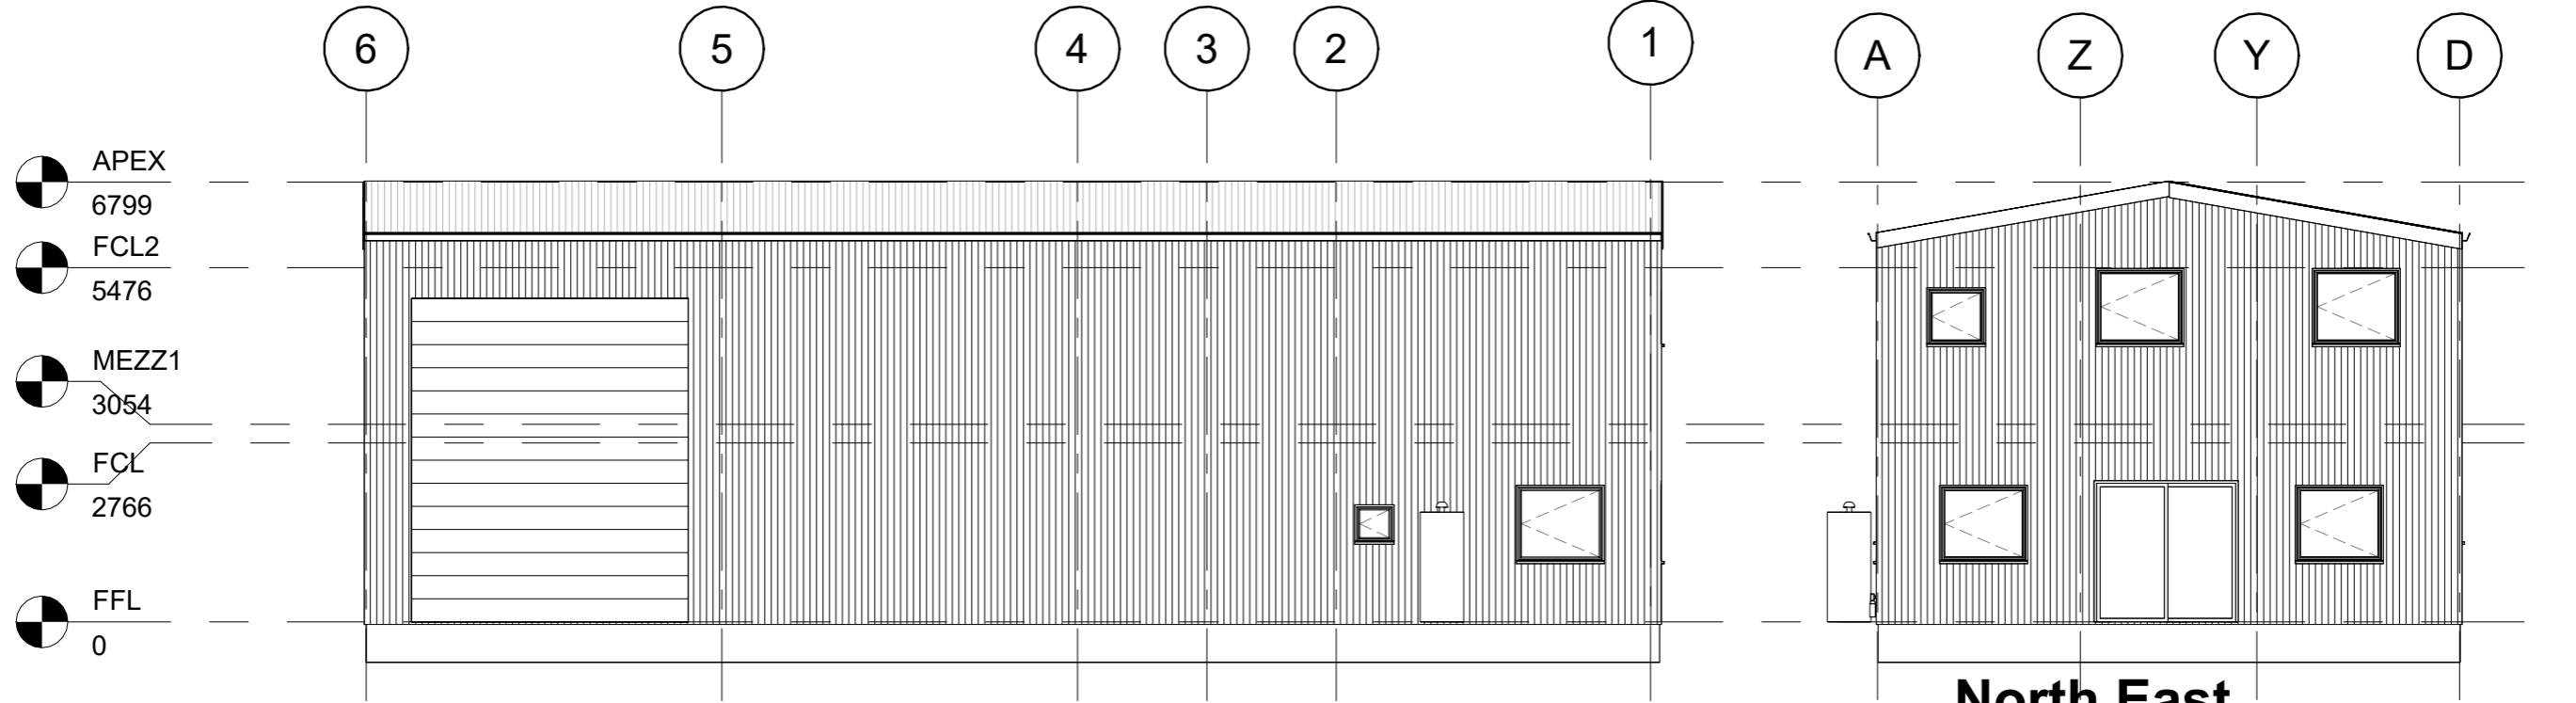 6 5 4 3 2 1 A Z Y D
APEX
6799
FCL2
5476
MEZZ1
3054
FCL
2766
FFL
0
North East